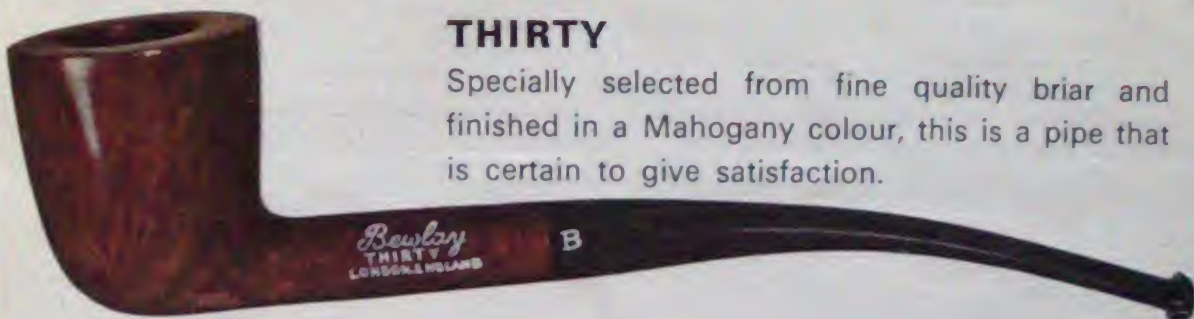 THIRTY
Specially selected from fine quality briar and
finished in a Mahogany colour, this is a pipe that
is certain to give satisfaction.
Bewlay
THIRTY
LONDON.ENGLAND
B